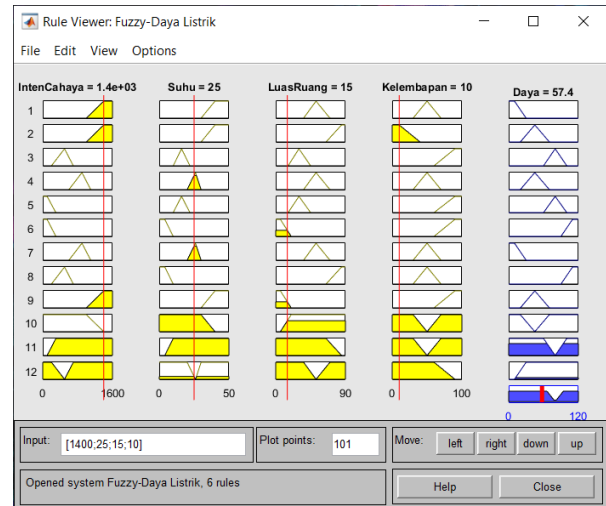 Rule Viewer: Fuzzy-Daya Listrik
File Edit View Options
IntenCahaya = 1.4e+03 Suhu = 25 LuasRuang = 15 Kelembapan = 10 Daya = 57.4
1
2
3
4
5
6
7
8
9
10
11
12
0 1600 0 50 0 90 0 100
0 120
Input: [1400;25;15;10] Plot points: 101 Move: left right down up
Opened system Fuzzy-Daya Listrik, 6 rules Help Close